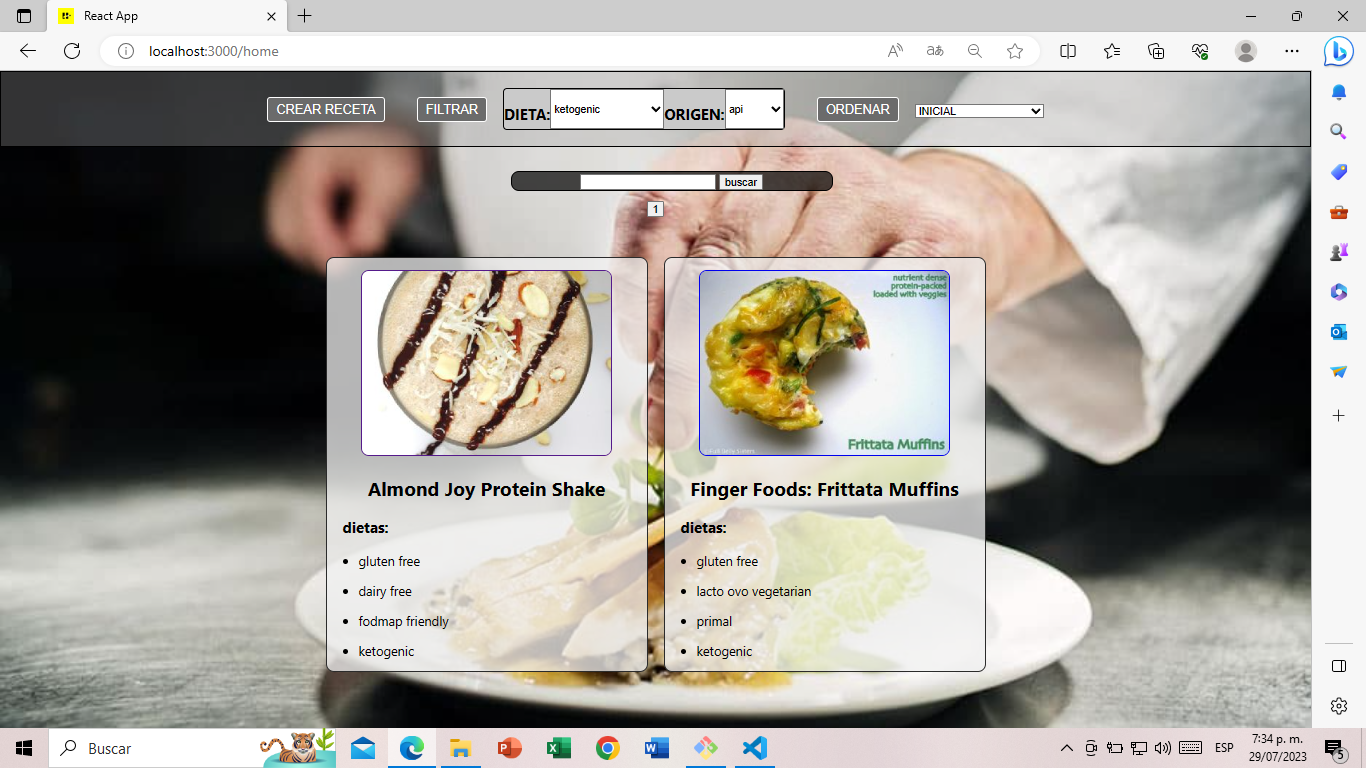 React App
localhost:3000/home
CREAR RECETA FILTRAR DIETA: ketogenic ORIGEN: api ORDENAR INICIAL
buscar
1
nutrient dense
protein-packed
loaded with veggies
Frittata Muffins
Almond Joy Protein Shake
dietas:
gluten free
dairy free
fodmap friendly
ketogenic
Finger Foods: Frittata Muffins
dietas:
gluten free
lacto ovo vegetarian
primal
ketogenic
Buscar
ESP
7:34 p. m.
29/07/2023
5